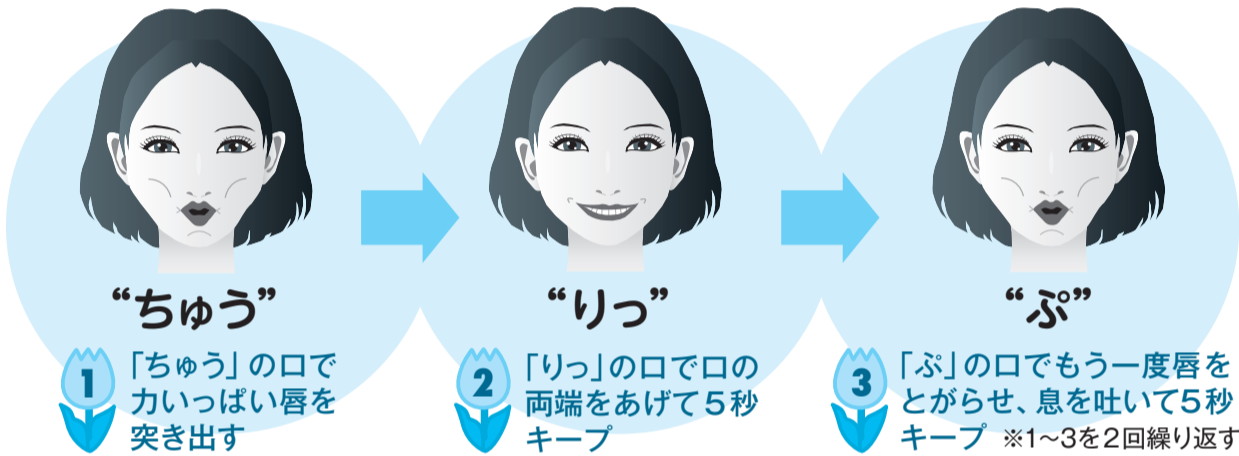 “ちゅう”
1
「ちゅう」の口で
力いっぱい唇を
突き出す
“りっ”
2
「りっ」の口で口の
両端をあげて5秒
キープ
“ぷ”
3
「ぷ」の口でもう一度唇を
とがらせ、息を吐いて5秒
キープ ※1~3を2回繰り返す